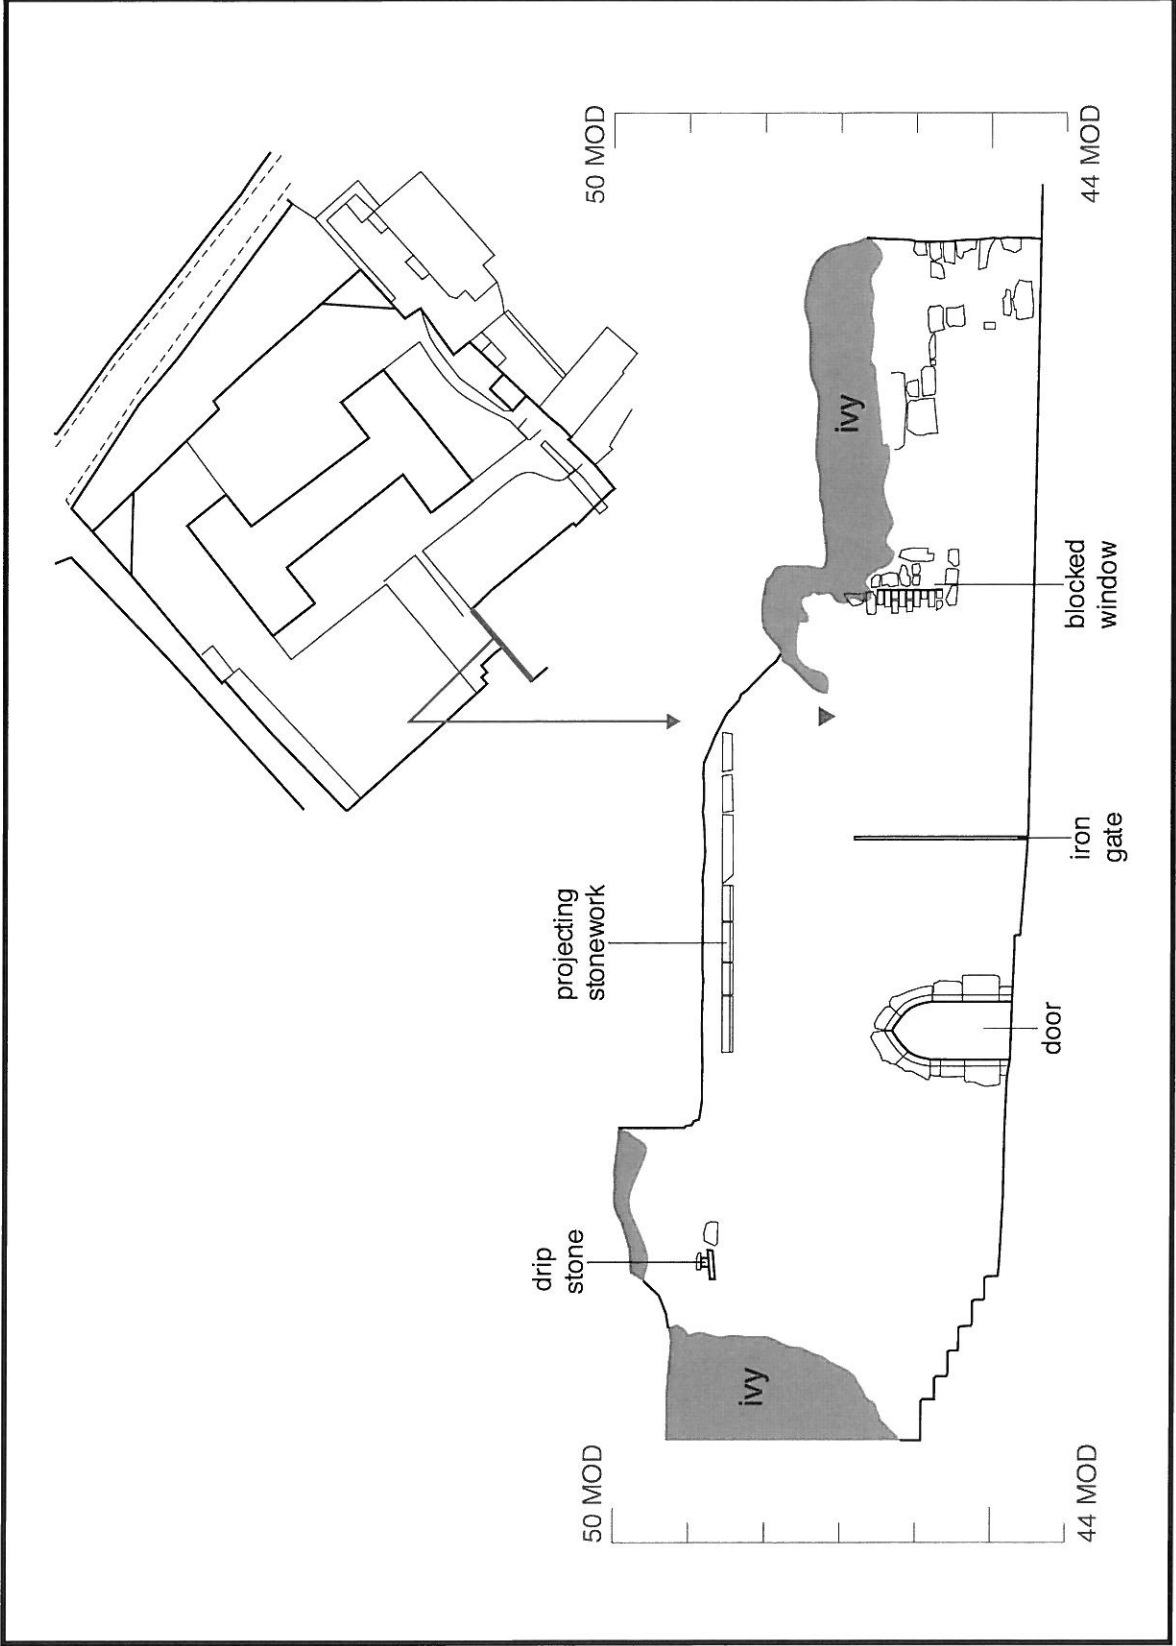 50 MOD
44 MOD
50 MOD
44 MOD
drip
stone
projecting
stonework
ivy
ivy
door
iron
gate
blocked
window